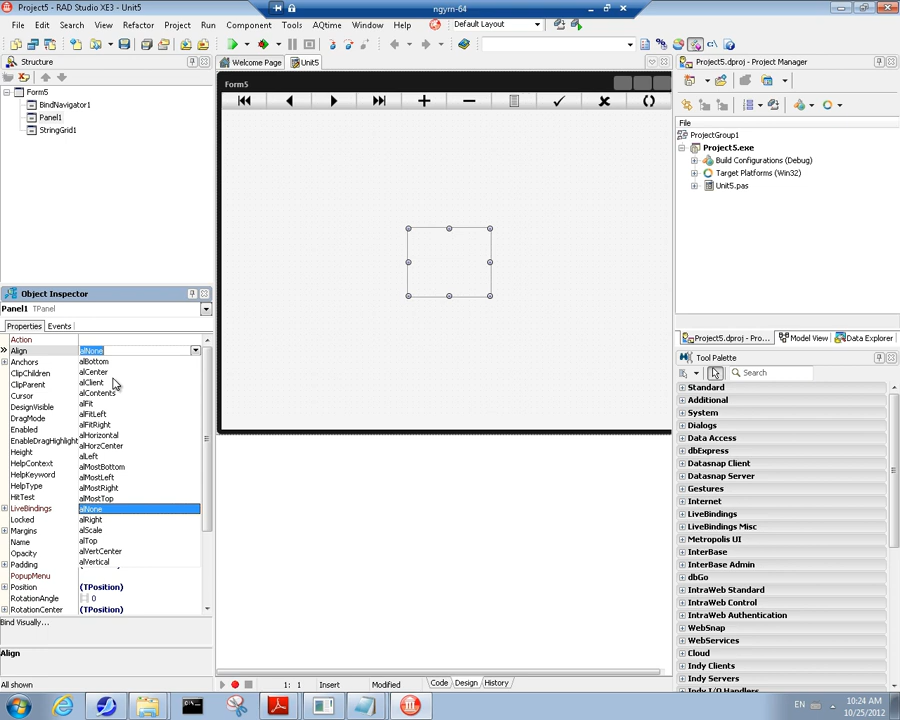 Project5 - RAD Studio XE3 - Unit5
ngyrn-64
File Edit Search View Refactor Project Run Component Tools AQtime Window Help
Default Layout
Structure
Form5
BindNavigator1
Panel1
StringGrid1
Welcome Page
Unit5
Form5
Project5.dproj - Project Manager
File
ProjectGroup1
Project5.exe
Build Configurations (Debug)
Target Platforms (Win32)
Unit5.pas
Object Inspector
Panel1 TPanel
Properties Events
Action
Align alNone
Anchors alBottom
alCenter
ClipChildren
ClipParent alClient
Cursor alContents
DesignVisible alFit
DragMode alFitLeft
Enabled alFitRight
EnableDragHighlight alHorizontal
Height alHorzCenter
HelpContext alLeft
HelpKeyword alMostBottom
HelpType alMostLeft
HitTest alMostRight
alMostTop
LiveBindings alNone
Locked alRight
Margins alScale
Name alTop
Opacity alVertCenter
Padding alVertical
PopupMenu
Position (TPosition)
RotationAngle 0
RotationCenter (TPosition)
Bind Visually...
Align
All shown
1: 1 Insert Modified
Code Design History
Project5.dproj - Pro... Model View Data Explorer
Tool Palette
Search
Standard
Additional
System
Dialogs
Data Access
dbExpress
Datasnap Client
Datasnap Server
Gestures
Internet
LiveBindings
LiveBindings Misc
Metropolis UI
InterBase
InterBase Admin
dbGo
IntraWeb Standard
IntraWeb Control
IntraWeb Authentication
WebSnap
WebServices
Cloud
Indy Clients
Indy Servers
Indy I/O Handlers
EN
10:24 AM
10/25/2012